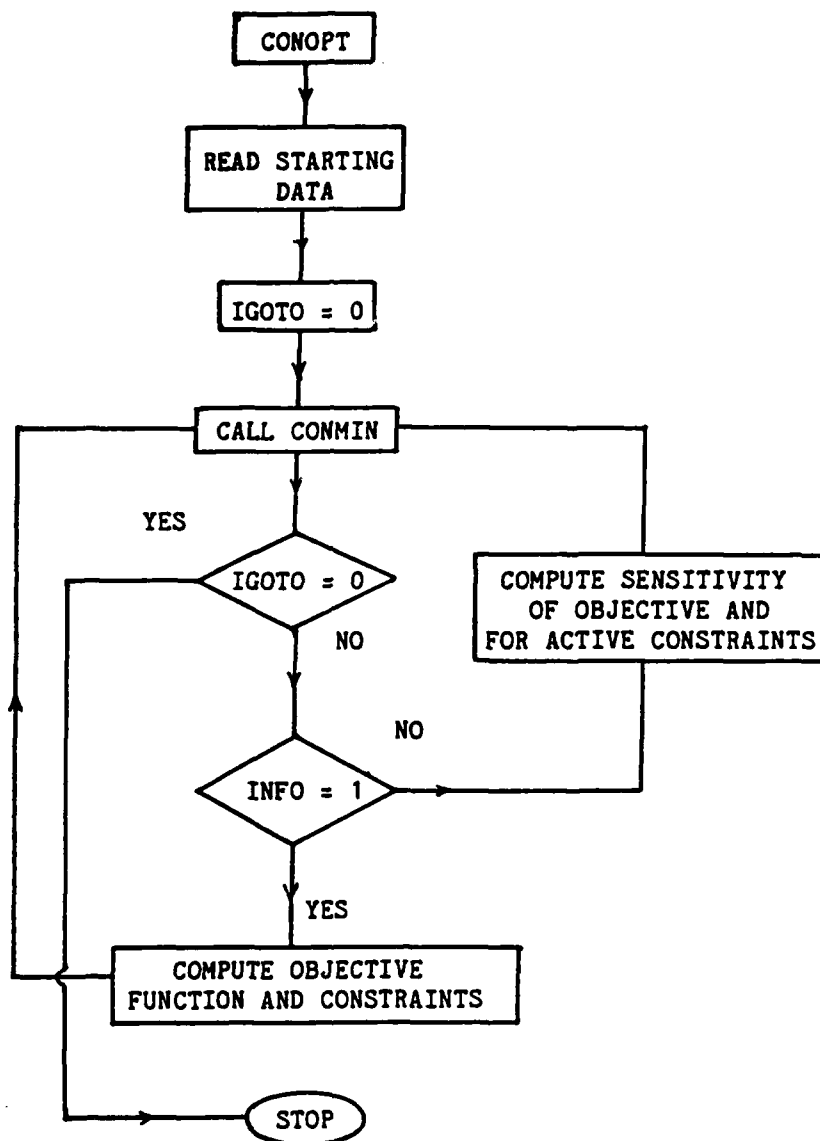 CONOPT
READ STARTING
DATA
IGOTO = 0
CALL CONMIN
YES
IGOTO = 0
NO
COMPUTE SENSITIVITY
OF OBJECTIVE AND
FOR ACTIVE CONSTRAINTS
NO
INFO = 1
YES
COMPUTE OBJECTIVE
FUNCTION AND CONSTRAINTS
STOP